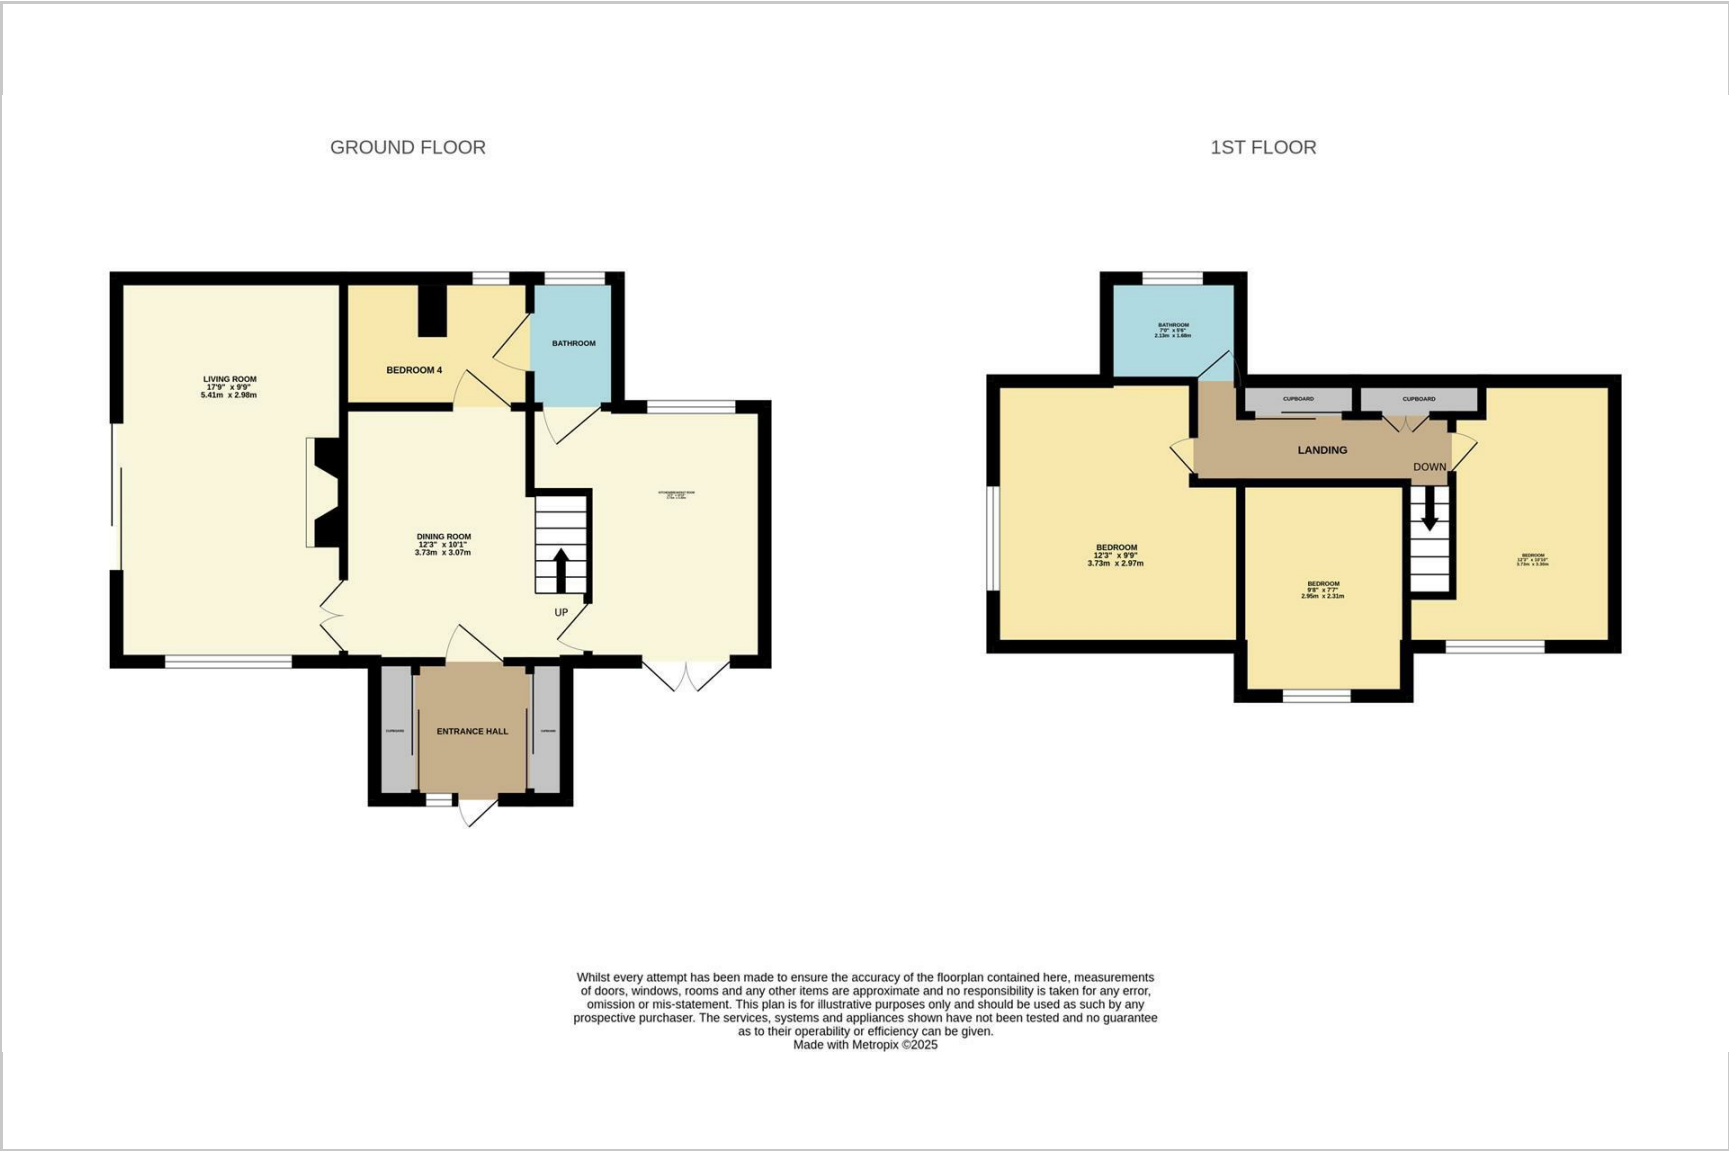 GROUND FLOOR
1ST FLOOR
LIVING ROOM
17'9" x 9'9"
5.41m x 2.98m
BEDROOM 4
BATHROOM
DINING ROOM
12'3" x 10'1"
3.73m x 3.07m
UP
ENTRANCE HALL
CUPBOARD
CUPBOARD
BATHROOM
2.13m x 1.68m
CUPBOARD
CUPBOARD
LANDING
DOWN
BEDROOM
12'3" x 9'9"
3.73m x 2.97m
BEDROOM
9'8" x 7'7"
2.95m x 2.31m
BEDROOM
Whilst every attempt has been made to ensure the accuracy of the floorplan contained here, measurements
of doors, windows, rooms and any other items are approximate and no responsibility is taken for any error,
omission or mis-statement. This plan is for illustrative purposes only and should be used as such by any
prospective purchaser. The services, systems and appliances shown have not been tested and no guarantee
as to their operability or efficiency can be given.
Made with Metropix ©2025